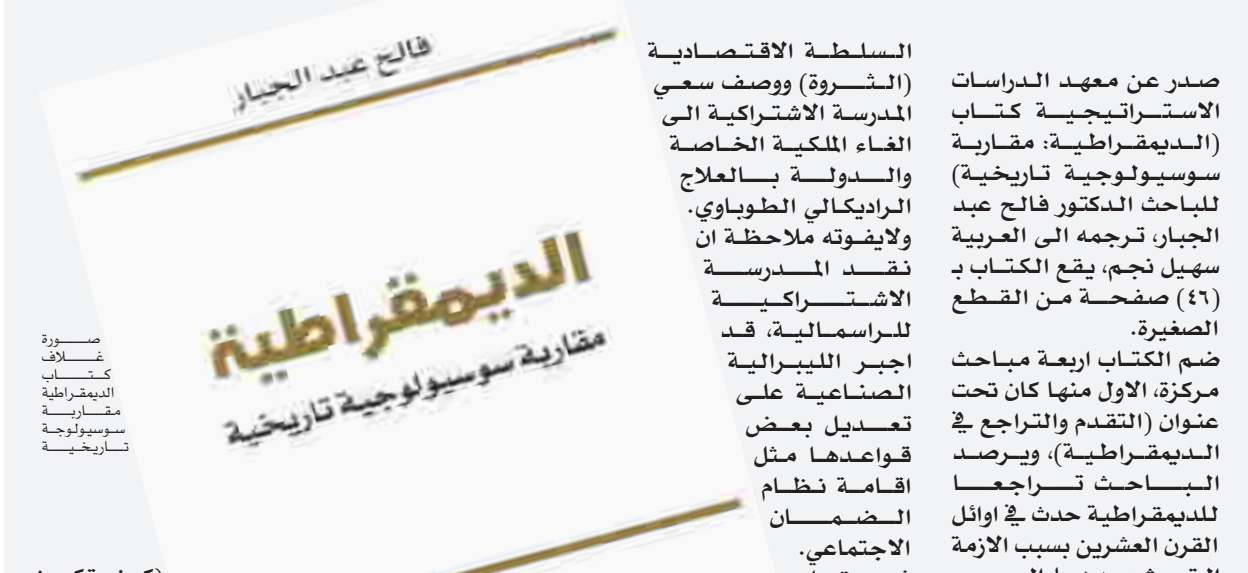 صدر عن معهد الدراسات
الاستراتيجية كتاب
(الديمقراطية: مقاربة
سوسيولوجية تاريخية)
للباحث الدكتور فالح عبد
الجبار، ترجمه الى العربية
سهيل نجم، يقع الكتاب بـ
(٤٦) صفحة من القطع
الصغيرة.
ضم الكتاب اربعة مباحث
مركزة، الاول منها كان تحت
عنوان (التقدم والتراجع في
الديمقراطية)، ويرصد
الباحث تراجعا
للديمقراطية حدث في اوائل
القرن العشرين بسبب الازمة
السلطة الاقتصادية
(الثروة) ووصف سعي
المدرسة الاشتراكية الى
الغاء الملكية الخاصة
والدولة بالعلاج
الراديكالي الطوباوي.
ولايفوته ملاحظة ان
نقد المدرسة
الاشتراكية
للراسمالية، قد
اجبر الليبرالية
الصناعية على
تعديل بعض
قواعدها مثل
اقامة نظام
الضمان
الاجتماعي.
فالح عبد الجبار
الديمقراطية
مقاربة سوسيولوجية تاريخية
صورة
غلاف
كتاب
الديمقراطية
مقاربة
سوسيولوجة
تاريخية